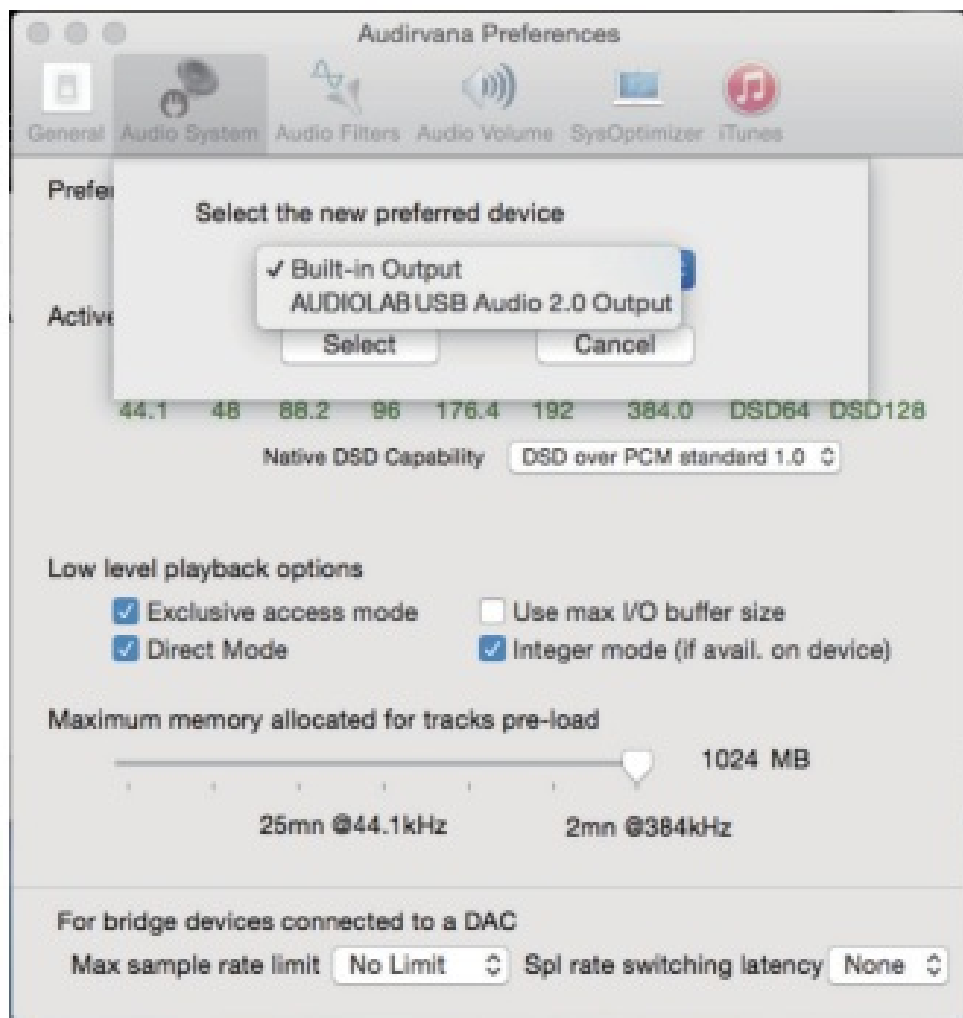 Audirvana Preferences
General Audio System Audio Filters Audio Volume SysOptimizer iTunes
Prefe
Select the new preferred device
✓ Built-in Output
AUDIOLAB USB Audio 2.0 Output
Active
Select Cancel
44.1 48 88.2 96 176.4 192 384.0 DSD64 DSD128
Native DSD Capability DSD over PCM standard 1.0
Low level playback options
Exclusive access mode Use max I/O buffer size
Direct Mode Integer mode (if avail. on device)
Maximum memory allocated for tracks pre-load
1024 MB
25mn @44.1kHz 2mn @384kHz
For bridge devices connected to a DAC
Max sample rate limit No Limit Spl rate switching latency None